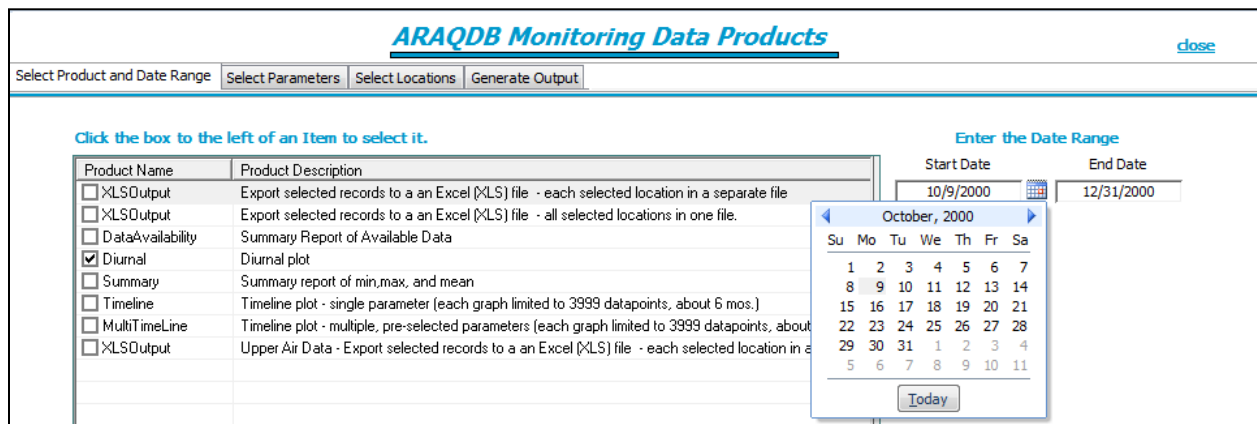 ARAQDB Monitoring Data Products
close
Select Product and Date Range Select Parameters Select Locations Generate Output
Click the box to the left of an Item to select it.
Enter the Date Range
Product Name Product Description
Start Date End Date
XLSOutput Export selected records to a an Excel (XLS) file - each selected location in a separate file
10/9/2000 12/31/2000
XLSOutput Export selected records to a an Excel (XLS) file - all selected locations in one file.
DataAvailability Summary Report of Available Data
Diurnal Diurnal plot
Summary Summary report of min,max, and mean
Timeline Timeline plot - single parameter (each graph limited to 3999 datapoints, about 6 mos.)
MultiTimeLine Timeline plot - multiple, pre-selected parameters (each graph limited to 3999 datapoints, about
XLSOutput Upper Air Data - Export selected records to a an Excel (XLS) file - each selected location in a
October, 2000
Su Mo Tu We Th Fr Sa
1 2 3 4 5 6 7
8 9 10 11 12 13 14
15 16 17 18 19 20 21
22 23 24 25 26 27 28
29 30 31 1 2 3 4
5 6 7 8 9 10 11
Today